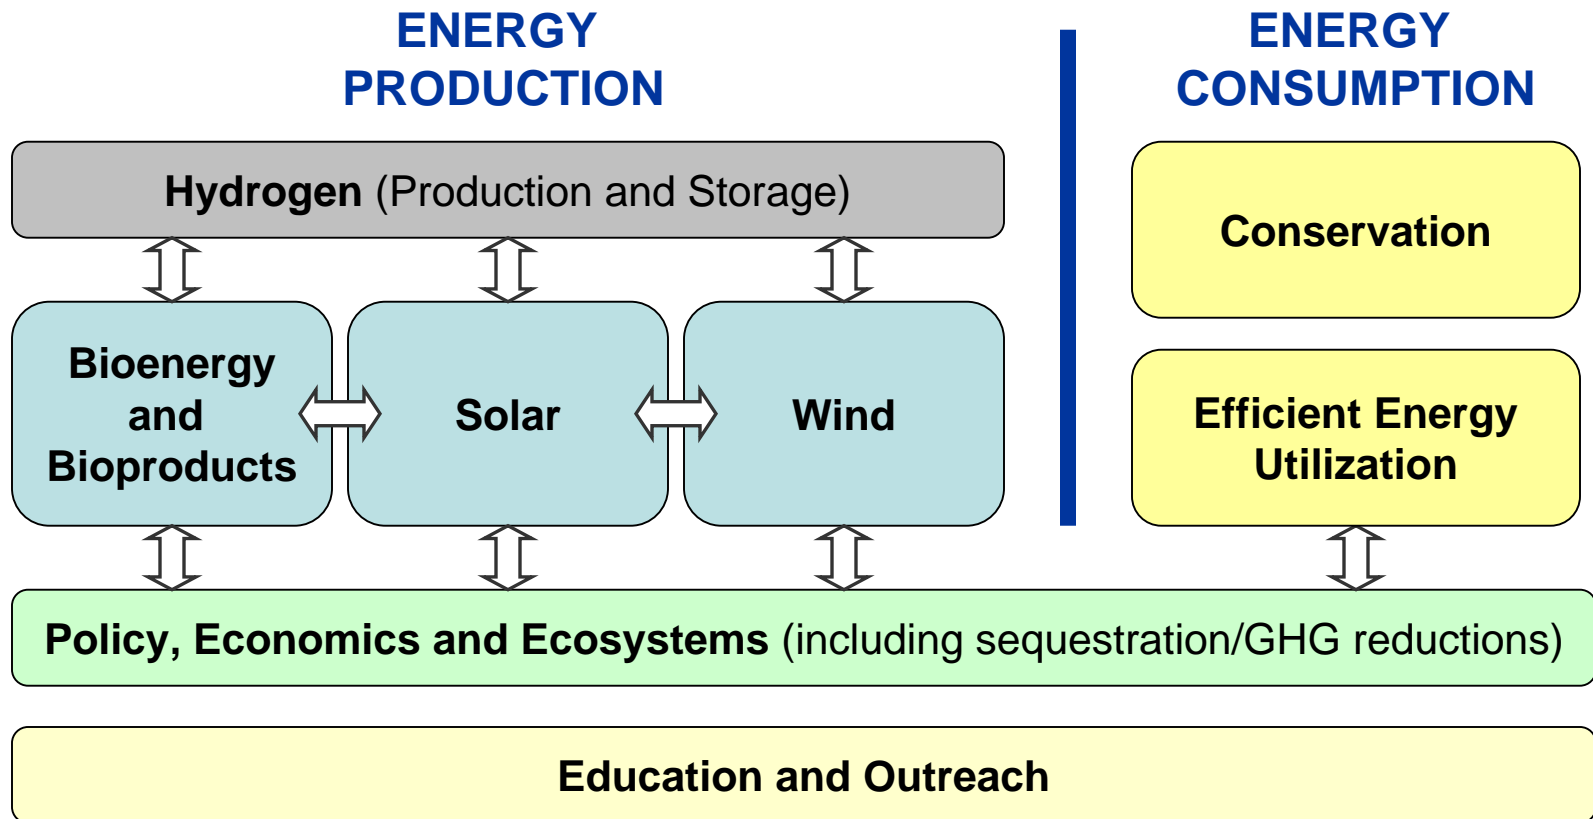 ENERGY
PRODUCTION
ENERGY
CONSUMPTION
Hydrogen (Production and Storage)
Conservation
Bioenergy
and
Bioproducts
Solar
Wind
Efficient Energy
Utilization
Policy, Economics and Ecosystems (including sequestration/GHG reductions)
Education and Outreach